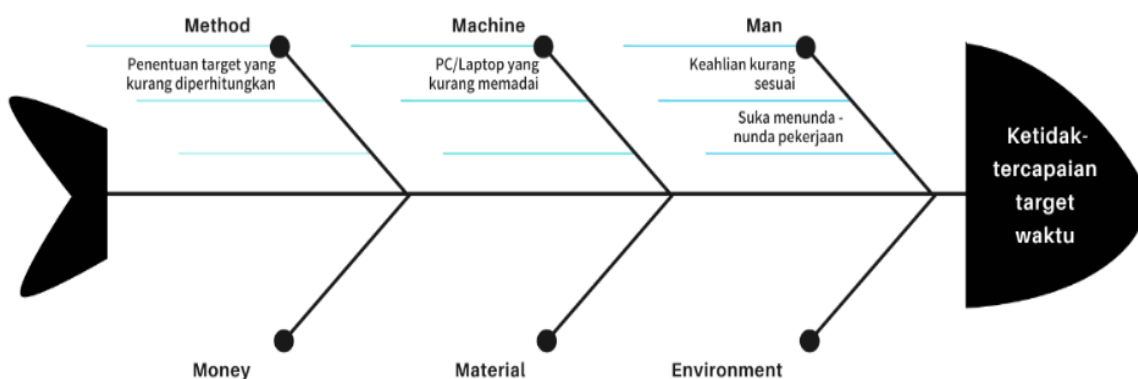 Method
Penentuan target yang
kurang diperhitungkan
Machine
PC/Laptop yang
kurang memadai
Man
Keahlian kurang
sesuai
Suka menunda -
nunda pekerjaan
Ketidak-
tercapaian
target
waktu
Money
Material
Environment